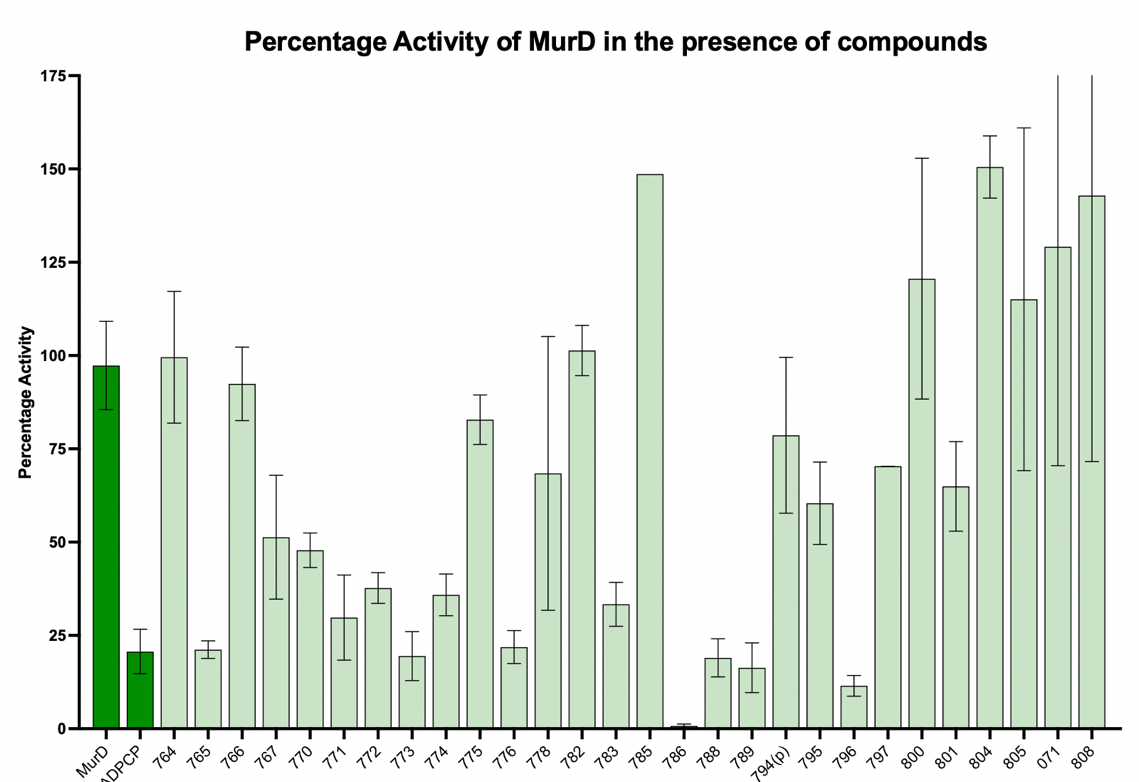 Percentage Activity of MurD in the presence of compounds
175
150
125
100
75
50
25
0
Percentage Activity
MurD ADPCP 764 765 766 767 770 771 772 773 774 775 776 778 782 783 785 786 788 789 794(p) 795 796 797 800 801 804 805 071 808